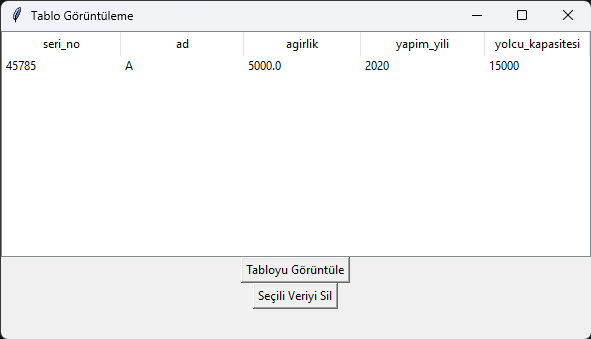 Tablo Görüntüleme
seri_no ad agirlik yapim_yili yolcu_kapasitesi
45785 A 5000.0 2020 15000
Tabloyu Görüntüle
Seçili Veriyi Sil